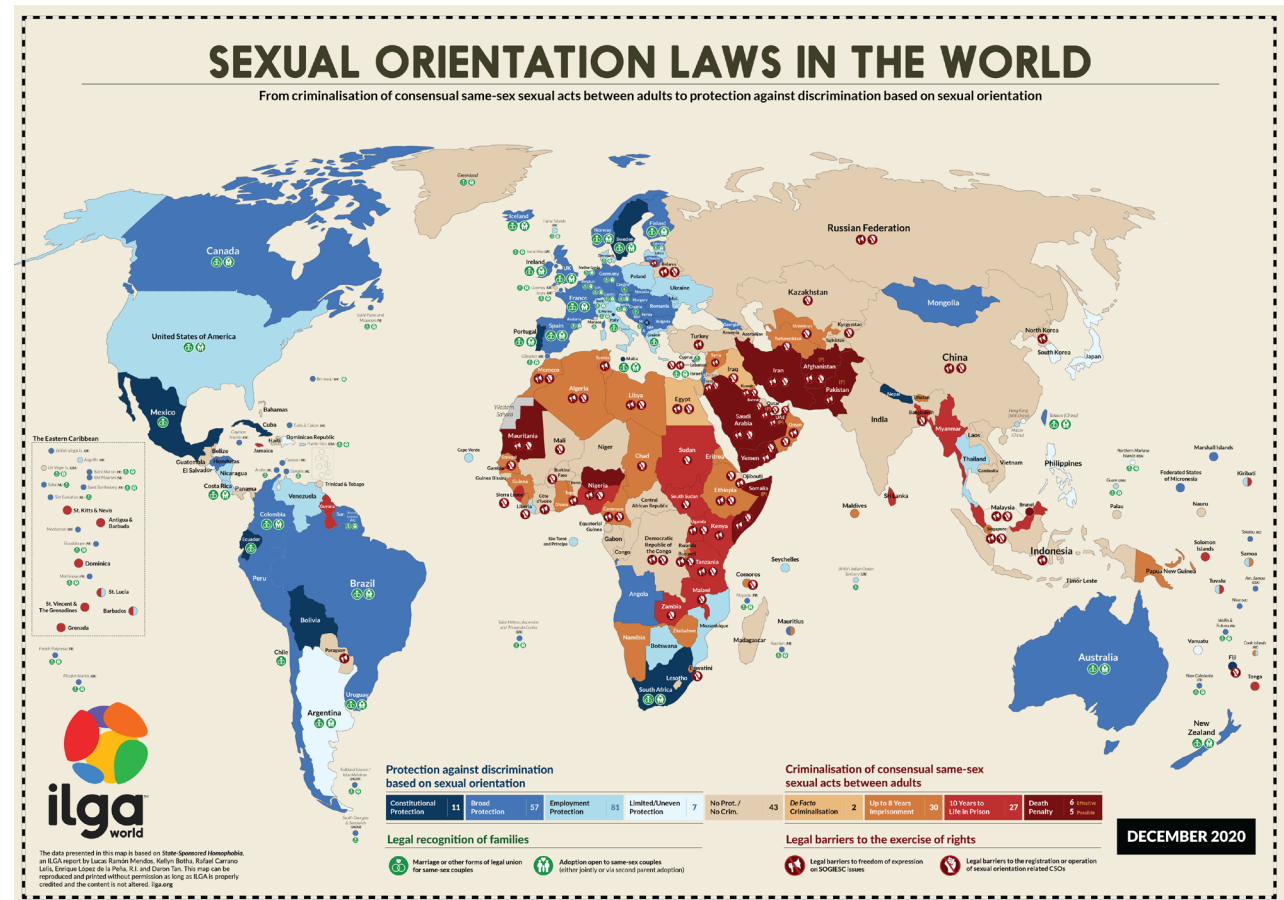 SEXUAL ORIENTATION LAWS IN THE WORLD
From criminalisation of consensual same-sex sexual acts between adults to protection against discrimination based on sexual orientation
Greenland
Canada
United States of America
Mexico
Bahamas
Cuba
Haiti
Dominican Republic
Jamaica
Belize
Guatemala
Honduras
El Salvador
Nicaragua
Costa Rica
Panama
Trinidad & Tobago
Venezuela
Guyana
Colombia
Ecuador
Peru
Brazil
Bolivia
Paraguay
Chile
Uruguay
Argentina
The Eastern Caribbean
St. Kitts & Nevis
Antigua &
Barbuda
Dominica
St. Lucia
St. Vincent &
The Grenadines
Barbados
Grenada
Iceland
Norway
Sweden
Finland
Ireland
UK
Germany
Poland
Belarus
Ukraine
France
Romania
Portugal
Spain
Malta
Cyprus
Turkey
Russian Federation
Kazakhstan
Mongolia
Kyrgyzstan
North Korea
South Korea
Japan
China
Iraq
Iran
Afghanistan
Pakistan
Nepal
India
Myanmar
Laos
Thailand
Vietnam
Cambodia
Philippines
Sri Lanka
Maldives
Malaysia
Brunei
Singapore
Indonesia
Timor Leste
Papua New Guinea
Saudi
Arabia
Yemen
Oman
Morocco
Western
Sahara
Algeria
Tunisia
Libya
Egypt
Mauritania
Mali
Niger
Chad
Sudan
Eritrea
Djibouti
Cape Verde
Gambia
Guinea Bissau
Guinea
Sierra Leone
Liberia
Côte
d'Ivoire
Burkina
Faso
Nigeria
Cameroon
Central
African Republic
South Sudan
Ethiopia
Somalia
(P)
Equatorial
Guinea
São Tomé
and Príncipe
Gabon
Congo
Democratic
Republic of
the Congo
Uganda
Kenya
Rwanda
Tanzania
Seychelles
Comoros
Angola
Zambia
Malawi
Mozambique
Zimbabwe
Namibia
Botswana
Madagascar
Mauritius
Eswatini
Lesotho
South Africa
Marshall Islands
Federated States
of Micronesia
Kiribati
Palau
Nauru
Solomon
Islands
Tuvalu
Samoa
Vanuatu
Fiji
Tonga
Australia
New
Zealand
ilga
world
The data presented in this map is based on State-Sponsored Homophobia,
an ILGA report by Lucas Ramón Mendos, Kellyn Botha, Rafael Carrano
Lelis, Enrique López de la Peña, R.I. and Daron Tan. This map can be
reproduced and printed without permission as long as ILGA is properly
credited and the content is not altered. ilga.org
Protection against discrimination
based on sexual orientation
Constitutional
Protection 11
Broad
Protection 57
Employment
Protection 81
Limited/Uneven
Protection 7
No Prot./
No Crim. 43
Criminalisation of consensual same-sex
sexual acts between adults
De Facto
Criminalisation 2
Up to 8 Years
Imprisonment 30
10 Years to
Life in Prison 27
Death
Penalty
6 Effective
5 Possible
Legal recognition of families
Marriage or other forms of legal union
for same-sex couples
Adoption open to same-sex couples
(either jointly or via second parent adoption)
Legal barriers to the exercise of rights
Legal barriers to freedom of expression
on SOGIESC issues
Legal barriers to the registration or operation
of sexual orientation related CSOs
DECEMBER 2020